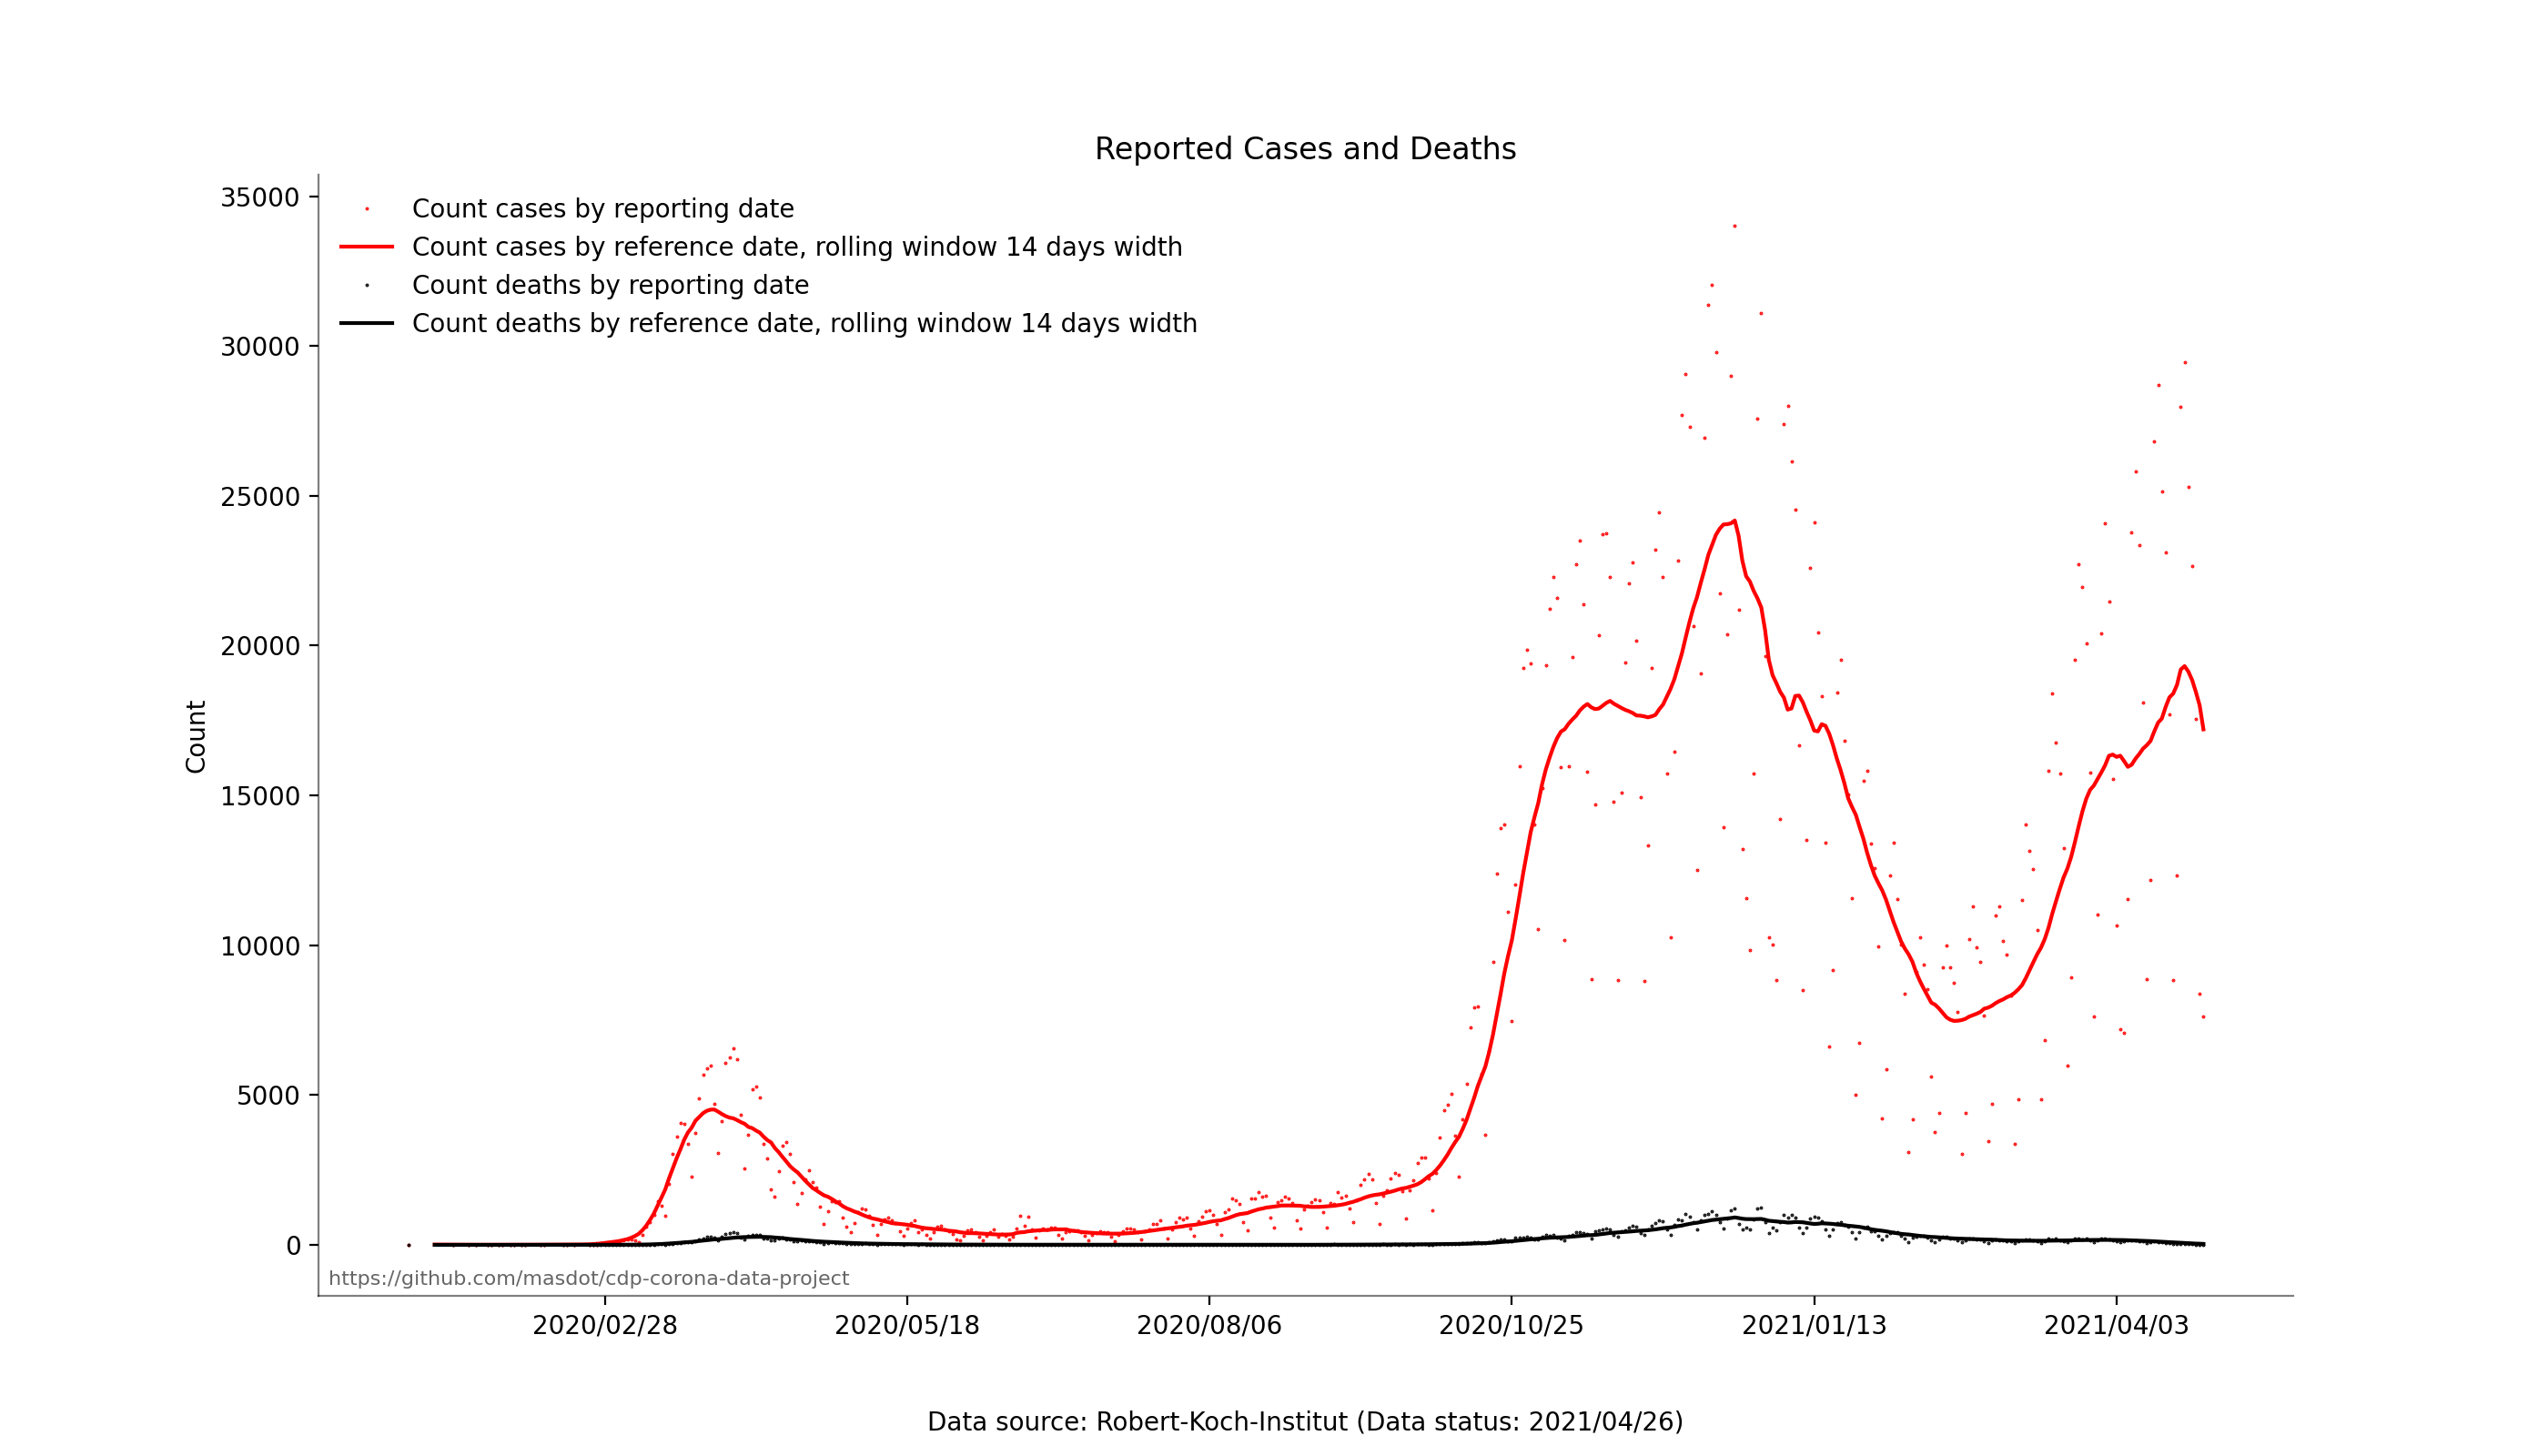 Reported Cases and Deaths
35000
30000
25000
20000
15000
10000
5000
0
Count
Count cases by reporting date
Count cases by reference date, rolling window 14 days width
Count deaths by reporting date
Count deaths by reference date, rolling window 14 days width
https://github.com/masdot/cdp-corona-data-project
2020/02/28 2020/05/18 2020/08/06 2020/10/25 2021/01/13 2021/04/03
Data source: Robert-Koch-Institut (Data status: 2021/04/26)